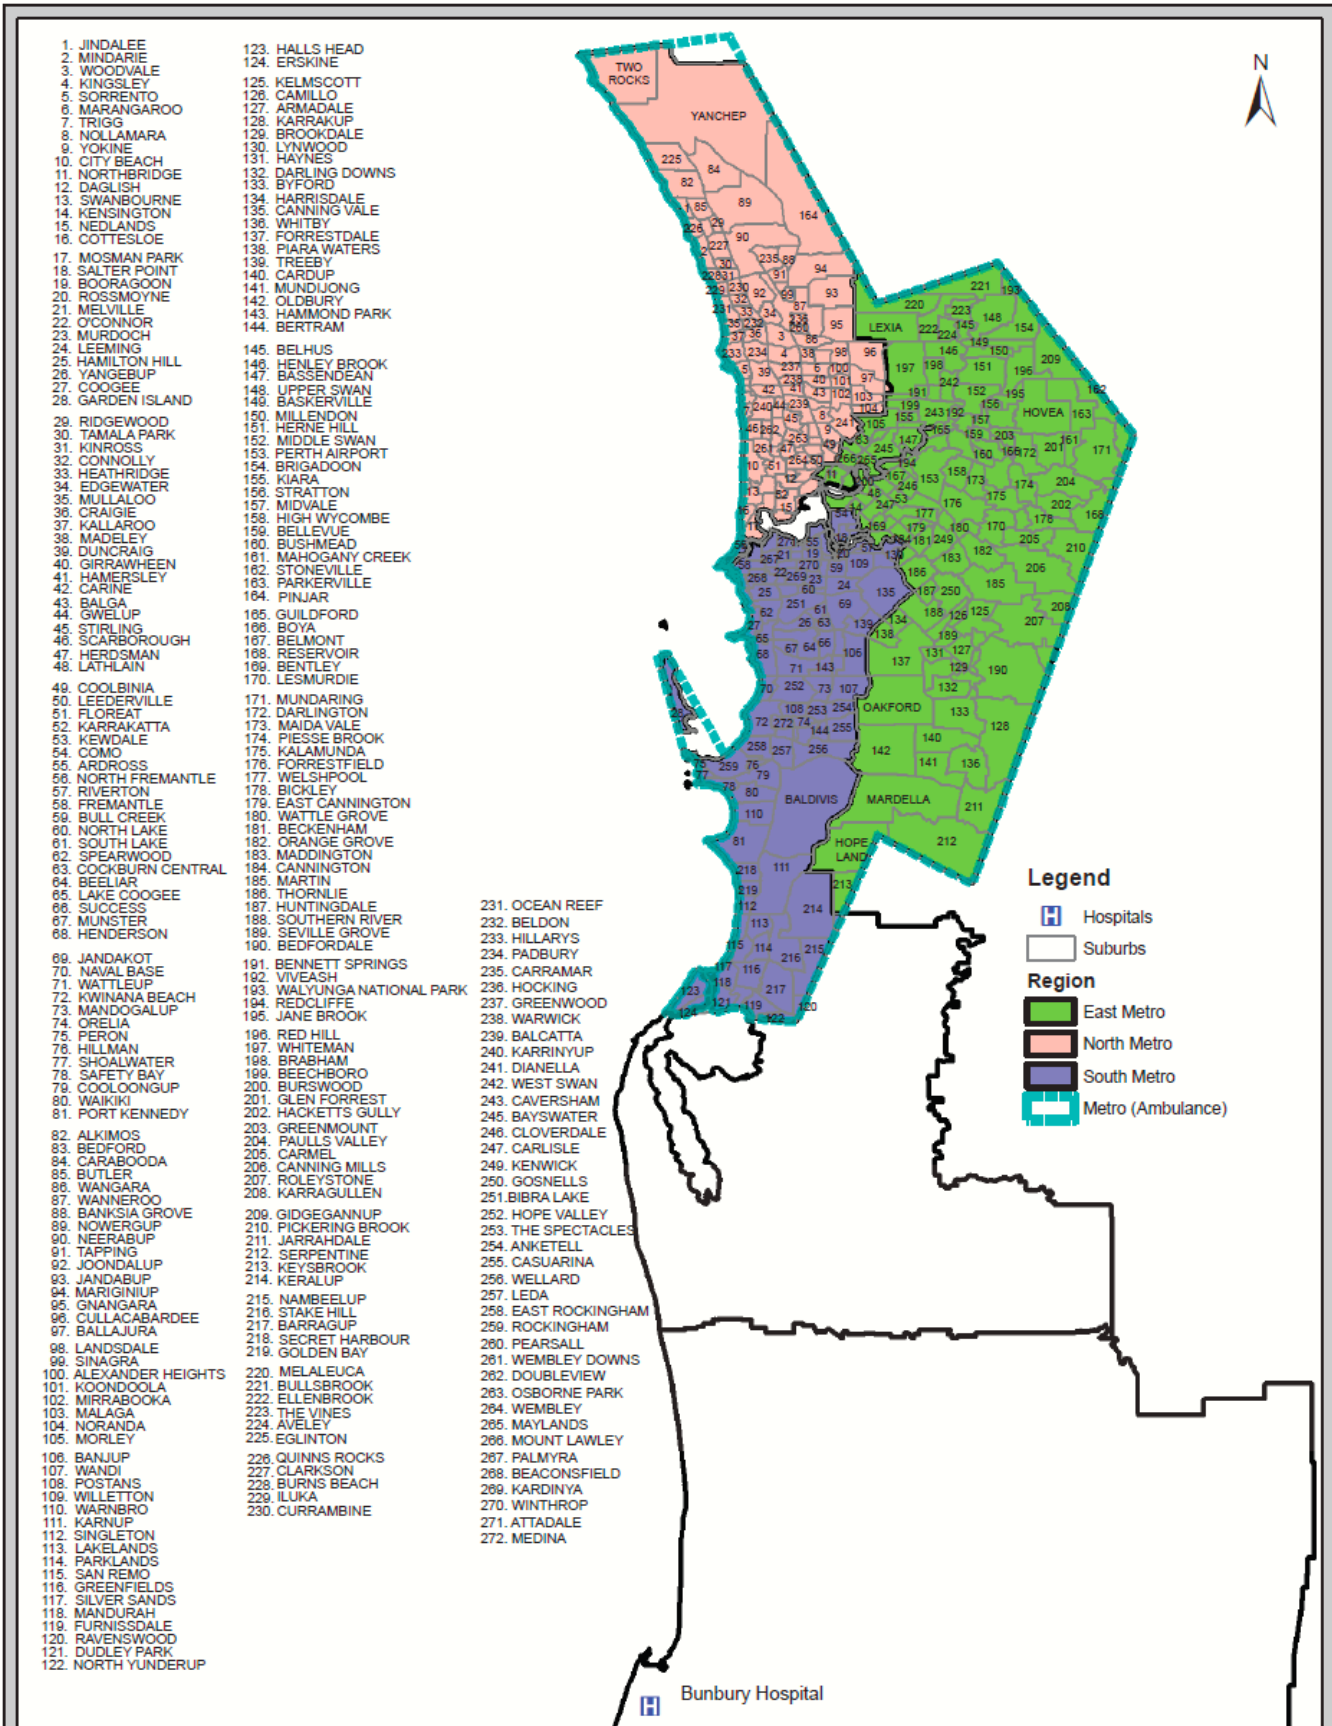 1. JINDALEE
2. MINDARIE
3. WOODVALE
4. KINGSLEY
5. SORRENTO
6. MARANGAROO
7. TRIGG
8. NOLLAMARA
9. YOKINE
10. CITY BEACH
11. NORTHBRIDGE
12. DAGLISH
13. SWANBOURNE
14. KENSINGTON
15. NEDLANDS
16. COTTESLOE
17. MOSMAN PARK
18. SALTER POINT
19. BOORAGOON
20. ROSSMOYNE
21. MELVILLE
22. O'CONNOR
23. MURDOCH
24. LEEMING
25. HAMILTON HILL
26. YANGEBUP
27. COOGEE
28. GARDEN ISLAND
29. RIDGEWOOD
30. TAMALA PARK
31. KINROSS
32. CONNOLLY
33. HEATHRIDGE
34. EDGEWATER
35. MULLALOO
36. CRAIGIE
37. KALLAROO
38. MADELEY
39. DUNCRAIG
40. GIRRAWHEEN
41. HAMERSLEY
42. CARINE
43. BALGA
44. GWELUP
45. STIRLING
46. SCARBOROUGH
47. HERDSMAN
48. LATHLAIN
49. COOLBINIA
50. LEEDERVILLE
51. FLOREAT
52. KARRAKATTA
53. KEWDALE
54. COMO
55. ARDROSS
56. NORTH FREMANTLE
57. RIVERTON
58. FREMANTLE
59. BULL CREEK
60. NORTH LAKE
61. SOUTH LAKE
62. SPEARWOOD
63. COCKBURN CENTRAL
64. BEELIAR
65. LAKE COOGEE
66. SUCCESS
67. MUNSTER
68. HENDERSON
69. JANDAKOT
70. NAVAL BASE
71. WATTLEUP
72. KWINANA BEACH
73. MANDOGALUP
74. ORELIA
75. PERON
76. HILLMAN
77. SHOALWATER
78. SAFETY BAY
79. COOLOONGUP
80. WAIKIKI
81. PORT KENNEDY
82. ALKIMOS
83. BEDFORD
84. CARABOODA
85. BUTLER
86. WANGARA
87. WANNEROO
88. BANKSIA GROVE
89. NOWERGUP
90. NEERABUP
91. TAPPING
92. JOONDALUP
93. JANDABUP
94. MARIGINIUP
95. GNANGARA
96. CULLACABARDEE
97. BALLAJURA
98. LANDSDALE
99. SINAGRA
100. ALEXANDER HEIGHTS
101. KOONDOOLA
102. MIRRABOOKA
103. MALAGA
104. NORANDA
105. MORLEY
106. BANJUP
107. WANDI
108. POSTANS
109. WILLETTON
110. WARNBRO
111. KARNUP
112. SINGLETON
113. LAKELANDS
114. PARKLANDS
115. SAN REMO
116. GREENFIELDS
117. SILVER SANDS
118. MANDURAH
119. FURNISSDALE
120. RAVENSWOOD
121. DUDLEY PARK
122. NORTH YUNDERUP
123. HALLS HEAD
124. ERSKINE
125. KELMSCOTT
126. CAMILLO
127. ARMADALE
128. KARRAKUP
129. BROOKDALE
130. LYNWOOD
131. HAYNES
132. DARLING DOWNS
133. BYFORD
134. HARRISDALE
135. CANNING VALE
136. WHITBY
137. FORRESTDALE
138. PIARA WATERS
139. TREEBY
140. CARDUP
141. MUNDIJONG
142. OLDBURY
143. HAMMOND PARK
144. BERTRAM
145. BELHUS
146. HENLEY BROOK
147. BASSENDEAN
148. UPPER SWAN
149. BASKERVILLE
150. MILLENDON
151. HERNE HILL
152. MIDDLE SWAN
153. PERTH AIRPORT
154. BRIGADOON
155. KIARA
156. STRATTON
157. MIDVALE
158. HIGH WYCOMBE
159. BELLEVUE
160. BUSHMEAD
161. MAHOGANY CREEK
162. STONEVILLE
163. PARKERVILLE
164. PINJAR
165. GUILDFORD
166. BOYA
167. BELMONT
168. RESERVOIR
169. BENTLEY
170. LESMURDIE
171. MUNDARING
172. DARLINGTON
173. MAIDA VALE
174. PIESSE BROOK
175. KALAMUNDA
176. FORRESTFIELD
177. WELSHPOOL
178. BICKLEY
179. EAST CANNINGTON
180. WATTLE GROVE
181. BECKENHAM
182. ORANGE GROVE
183. MADDINGTON
184. CANNINGTON
185. MARTIN
186. THORNLIE
187. HUNTINGDALE
188. SOUTHERN RIVER
189. SEVILLE GROVE
190. BEDFORDALE
191. BENNETT SPRINGS
192. VIVEASH
193. WALYUNGA NATIONAL PARK
194. REDCLIFFE
195. JANE BROOK
196. RED HILL
197. WHITEMAN
198. BRABHAM
199. BEECHBORO
200. BURSWOOD
201. GLEN FORREST
202. HACKETTS GULLY
203. GREENMOUNT
204. PAULLS VALLEY
205. CARMEL
206. CANNING MILLS
207. ROLEYSTONE
208. KARRAGULLEN
209. GIDGEGANNUP
210. PICKERING BROOK
211. JARRAHDALE
212. SERPENTINE
213. KEYSBROOK
214. KERALUP
215. NAMBEELUP
216. STAKE HILL
217. BARRAGUP
218. SECRET HARBOUR
219. GOLDEN BAY
220. MELALEUCA
221. BULLSBROOK
222. ELLENBROOK
223. THE VINES
224. AVELEY
225. EGLINTON
226. QUINNS ROCKS
227. CLARKSON
228. BURNS BEACH
229. ILUKA
230. CURRAMBINE
231. OCEAN REEF
232. BELDON
233. HILLARYS
234. PADBURY
235. CARRAMAR
236. HOCKING
237. GREENWOOD
238. WARWICK
239. BALCATTA
240. KARRINYUP
241. DIANELLA
242. WEST SWAN
243. CAVERSHAM
245. BAYSWATER
246. CLOVERDALE
247. CARLISLE
249. KENWICK
250. GOSNELLS
251.BIBRA LAKE
252. HOPE VALLEY
253. THE SPECTACLES
254. ANKETELL
255. CASUARINA
256. WELLARD
257. LEDA
258. EAST ROCKINGHAM
259. ROCKINGHAM
260. PEARSALL
261. WEMBLEY DOWNS
262. DOUBLEVIEW
263. OSBORNE PARK
264. WEMBLEY
265. MAYLANDS
266. MOUNT LAWLEY
267. PALMYRA
268. BEACONSFIELD
269. KARDINYA
270. WINTHROP
271. ATTADALE
272. MEDINA
N
TWO
ROCKS
YANCHEP
LEXIA
HOVEA
OAKFORD
BALDIVIS
MARDELLA
HOPE
LAND
Legend
H Hospitals
Suburbs
Region
East Metro
North Metro
South Metro
Metro (Ambulance)
H Bunbury Hospital